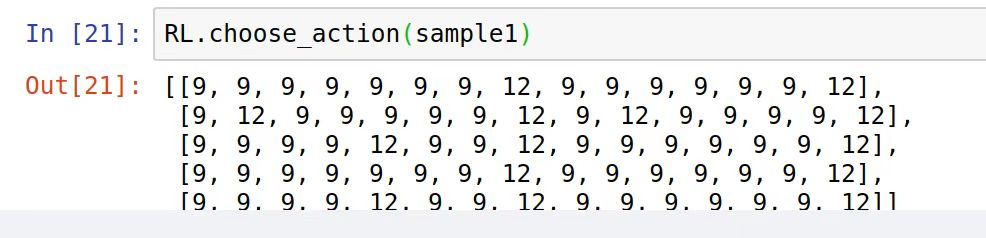 In [21]: RL.choose_action(sample1)
Out[21]: [[9, 9, 9, 9, 9, 9, 9, 12, 9, 9, 9, 9, 9, 9, 12],
[9, 12, 9, 9, 9, 9, 9, 12, 9, 12, 9, 9, 9, 9, 12],
[9, 9, 9, 9, 12, 9, 9, 12, 9, 9, 9, 9, 9, 9, 12],
[9, 9, 9, 9, 9, 9, 9, 12, 9, 9, 9, 9, 9, 9, 12],
[9, 9, 9, 9, 12, 9, 9, 12, 9, 9, 9, 9, 9, 9, 12]]